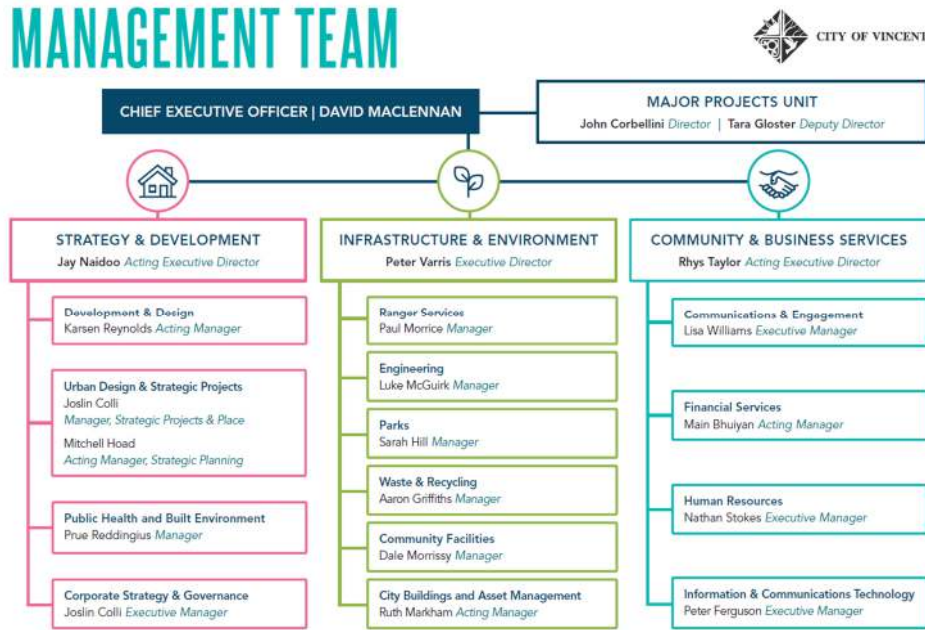 MANAGEMENT TEAM
CITY OF VINCENT
CHIEF EXECUTIVE OFFICER | DAVID MACLENNAN
MAJOR PROJECTS UNIT
John Corbellini Director | Tara Gloster Deputy Director
STRATEGY & DEVELOPMENT
Jay Naidoo Acting Executive Director
Development & Design
Karsen Reynolds Acting Manager
Urban Design & Strategic Projects
Joslin Colli
Manager, Strategic Projects & Place
Mitchell Hoad
Acting Manager, Strategic Planning
Public Health and Built Environment
Prue Reddingius Manager
Corporate Strategy & Governance
Joslin Colli Executive Manager
INFRASTRUCTURE & ENVIRONMENT
Peter Varris Executive Director
Ranger Services
Paul Morrice Manager
Engineering
Luke McGuirk Manager
Parks
Sarah Hill Manager
Waste & Recycling
Aaron Griffiths Manager
Community Facilities
Dale Morrissy Manager
City Buildings and Asset Management
Ruth Markham Acting Manager
COMMUNITY & BUSINESS SERVICES
Rhys Taylor Acting Executive Director
Communications & Engagement
Lisa Williams Executive Manager
Financial Services
Main Bhuiyan Acting Manager
Human Resources
Nathan Stokes Executive Manager
Information & Communications Technology
Peter Ferguson Executive Manager